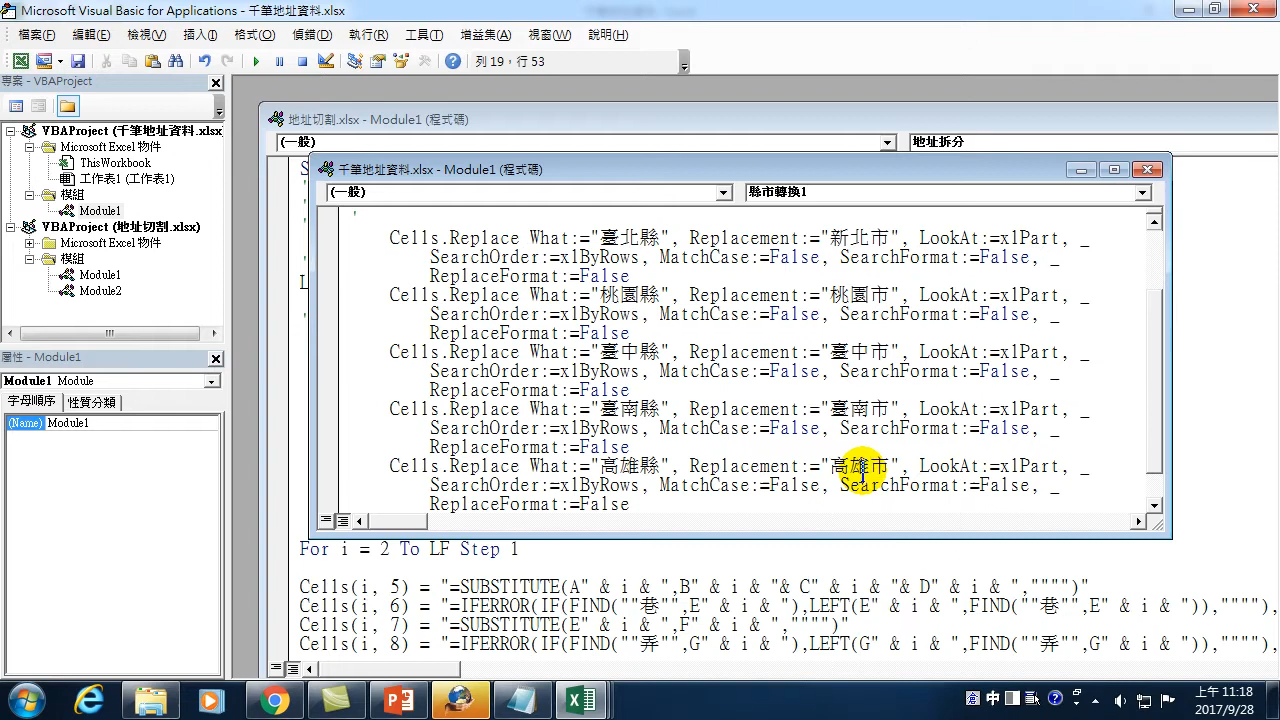 Microsoft Visual Basic for Applications - 千筆地址資料.xlsx
檔案(F) 編輯(E) 檢視(V) 插入(I) 格式(O) 偵錯(D) 執行(R) 工具(T) 增益集(A) 視窗(W) 說明(H)
列 19，行 53
專案 - VBAProject
VBAProject (千筆地址資料.xlsx
Microsoft Excel 物件
ThisWorkbook
工作表1 (工作表1)
模組
Module1
VBAProject (地址切割.xlsx)
Microsoft Excel 物件
模組
Module1
Module2
屬性 - Module1
Module1 Module
字母順序 性質分類
(Name) Module1
地址切割.xlsx - Module1 (程式碼)
(一般) 地址拆分
千筆地址資料.xlsx - Module1 (程式碼)
(一般) 縣市轉換1
'
Cells.Replace What:="臺北縣", Replacement:="新北市", LookAt:=xlPart, _
SearchOrder:=xlByRows, MatchCase:=False, SearchFormat:=False, _
ReplaceFormat:=False
Cells.Replace What:="桃園縣", Replacement:="桃園市", LookAt:=xlPart, _
SearchOrder:=xlByRows, MatchCase:=False, SearchFormat:=False, _
ReplaceFormat:=False
Cells.Replace What:="臺中縣", Replacement:="臺中市", LookAt:=xlPart, _
SearchOrder:=xlByRows, MatchCase:=False, SearchFormat:=False, _
ReplaceFormat:=False
Cells.Replace What:="臺南縣", Replacement:="臺南市", LookAt:=xlPart, _
SearchOrder:=xlByRows, MatchCase:=False, SearchFormat:=False, _
ReplaceFormat:=False
Cells.Replace What:="高雄縣", Replacement:="高雄市", LookAt:=xlPart, _
SearchOrder:=xlByRows, MatchCase:=False, SearchFormat:=False, _
ReplaceFormat:=False
For i = 2 To LF Step 1
Cells(i, 5) = "=SUBSTITUTE(A" & i & ",B" & i & "& C" & i & "& D" & i & ","""")"
Cells(i, 6) = "=IFERROR(IF(FIND(""巷"",E" & i & "),LEFT(E" & i & ",FIND(""巷"",E" & i & ")),""""),
Cells(i, 7) = "=SUBSTITUTE(E" & i & ",F" & i & ","""")"
Cells(i, 8) = "=IFERROR(IF(FIND(""弄"",G" & i & "),LEFT(G" & i & ",FIND(""弄"",G" & i & ")),""""),
中
上午 11:18
2017/9/28